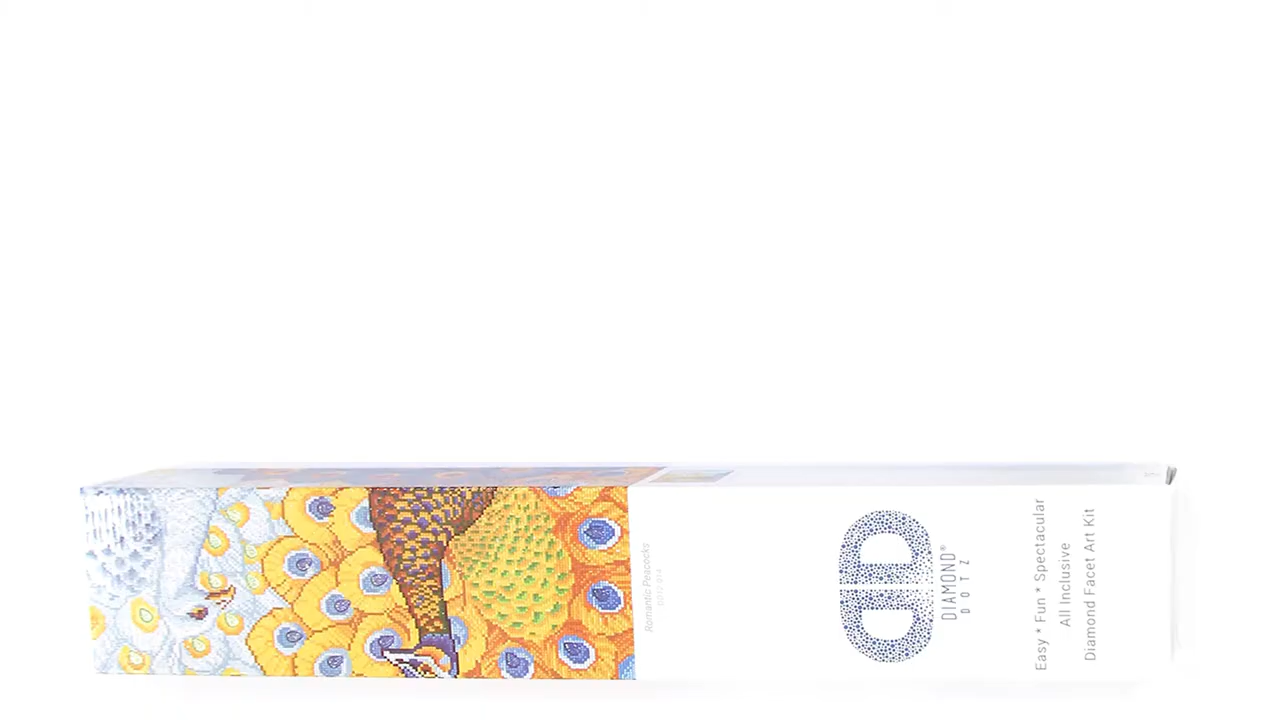 Romantic Peacocks
DIAMOND®
DOTZ
Easy * Fun * Spectacular
All Inclusive
Diamond Facet Art Kit